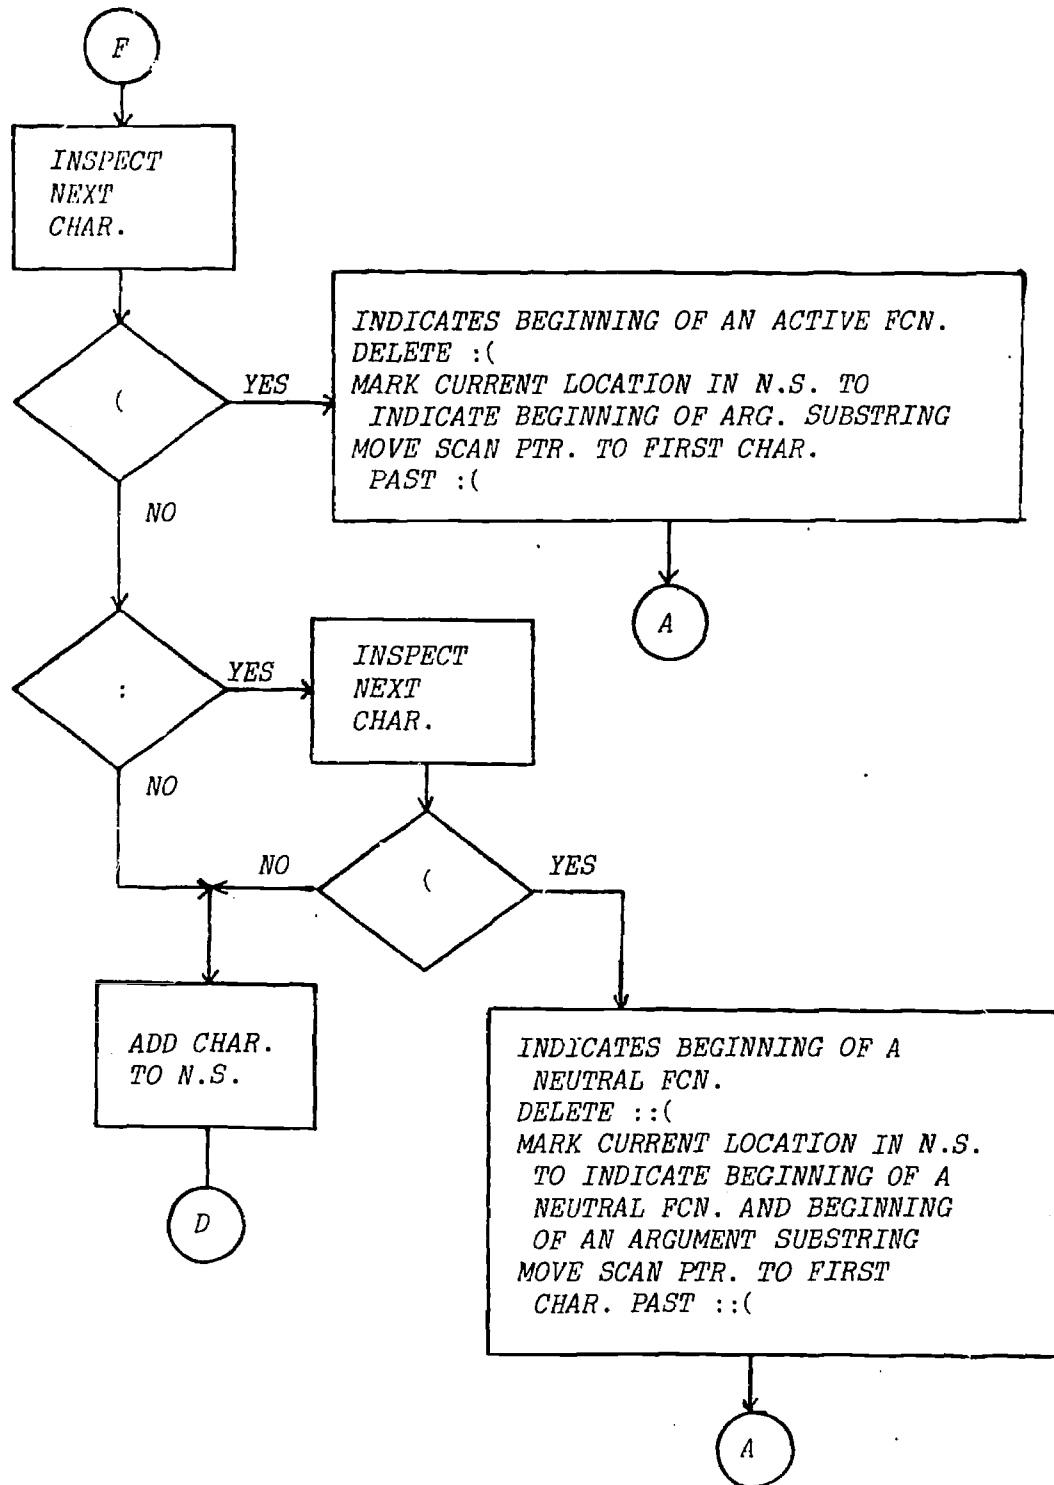 F
INSPECT
NEXT
CHAR.
(
YES
INDICATES BEGINNING OF AN ACTIVE FCN.
DELETE :(
MARK CURRENT LOCATION IN N.S. TO
INDICATE BEGINNING OF ARG. SUBSTRING
MOVE SCAN PTR. TO FIRST CHAR.
PAST :(
NO
A
:
YES
INSPECT
NEXT
CHAR.
NO
NO
(
YES
ADD CHAR.
TO N.S.
D
INDICATES BEGINNING OF A
NEUTRAL FCN.
DELETE ::(
MARK CURRENT LOCATION IN N.S.
TO INDICATE BEGINNING OF A
NEUTRAL FCN. AND BEGINNING
OF AN ARGUMENT SUBSTRING
MOVE SCAN PTR. TO FIRST
CHAR. PAST ::(
A